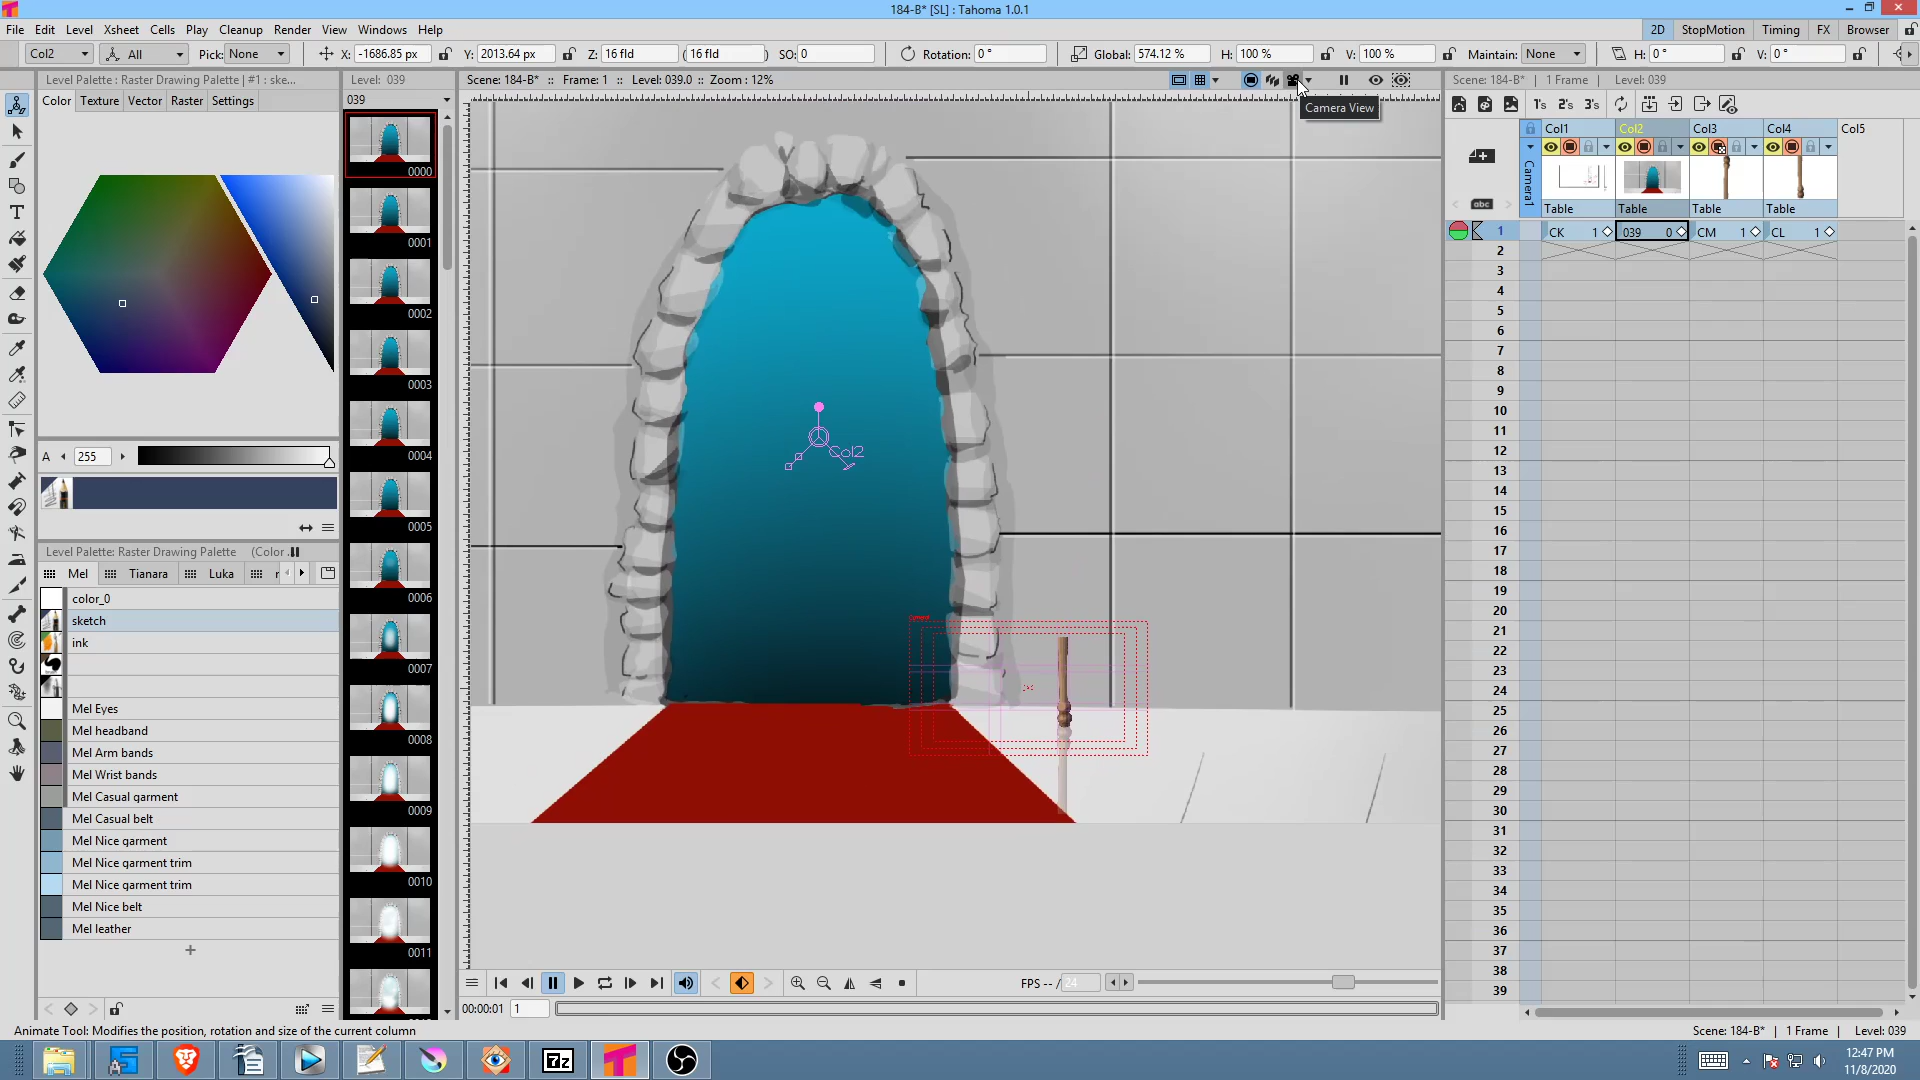 184-B* [SL] : Tahoma 1.0.1
File Edit Level Xsheet Cells Play Cleanup Render View Windows Help
2D StopMotion Timing FX Browser
Col2 All Pick: None X: -1686.85 px Y: 2013.64 px Z: 16 fld (16 fld ) SO: 0 Rotation: 0 ° Global: 574.12 % H: 100 % V: 100 % Maintain: None H: 0 ° V: 0 °
Level Palette : Raster Drawing Palette | #1 : ske...
Level: 039
Scene: 184-B* :: Frame: 1 :: Level: 039.0 :: Zoom : 12%
Scene: 184-B* | 1 Frame | Level: 039
Color Texture Vector Raster Settings
039
Camera View
1's 2's 3's
Col1 Col2 Col3 Col4 Col5
Camera1
abc
Table Table Table Table
CK 1 039 0 CM 1 CL 1
0000
0001
0002
0003
0004
0005
0006
0007
0008
0009
0010
0011
Col2
A 255
Level Palette: Raster Drawing Palette (Color
Mel Tianara Luka r
color_0
sketch
ink
Mel Eyes
Mel headband
Mel Arm bands
Mel Wrist bands
Mel Casual garment
Mel Casual belt
Mel Nice garment
Mel Nice garment trim
Mel Nice garment trim
Mel Nice belt
Mel leather
+
1
2
3
4
5
6
7
8
9
10
11
12
13
14
15
16
17
18
19
20
21
22
23
24
25
26
27
28
29
30
31
32
33
34
35
36
37
38
39
FPS -- / 24
00:00:01 1
Animate Tool: Modifies the position, rotation and size of the current column
Scene: 184-B* | 1 Frame | Level: 039
7z
12:47 PM
11/8/2020